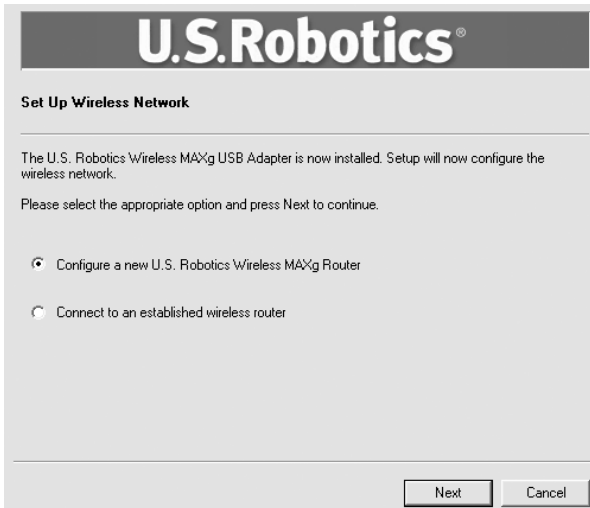 U.S.Robotics®
Set Up Wireless Network
The U.S. Robotics Wireless MAXg USB Adapter is now installed. Setup will now configure the
wireless network.
Please select the appropriate option and press Next to continue.
Configure a new U.S. Robotics Wireless MAXg Router
Connect to an established wireless router
Next Cancel